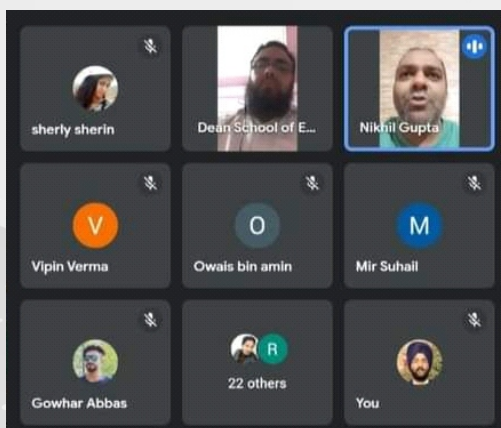 sherly sherin
Dean School of E...
Nikhil Gupta
V
Vipin Verma
O
Owais bin amin
M
Mir Suhail
Gowhar Abbas
R
22 others
You